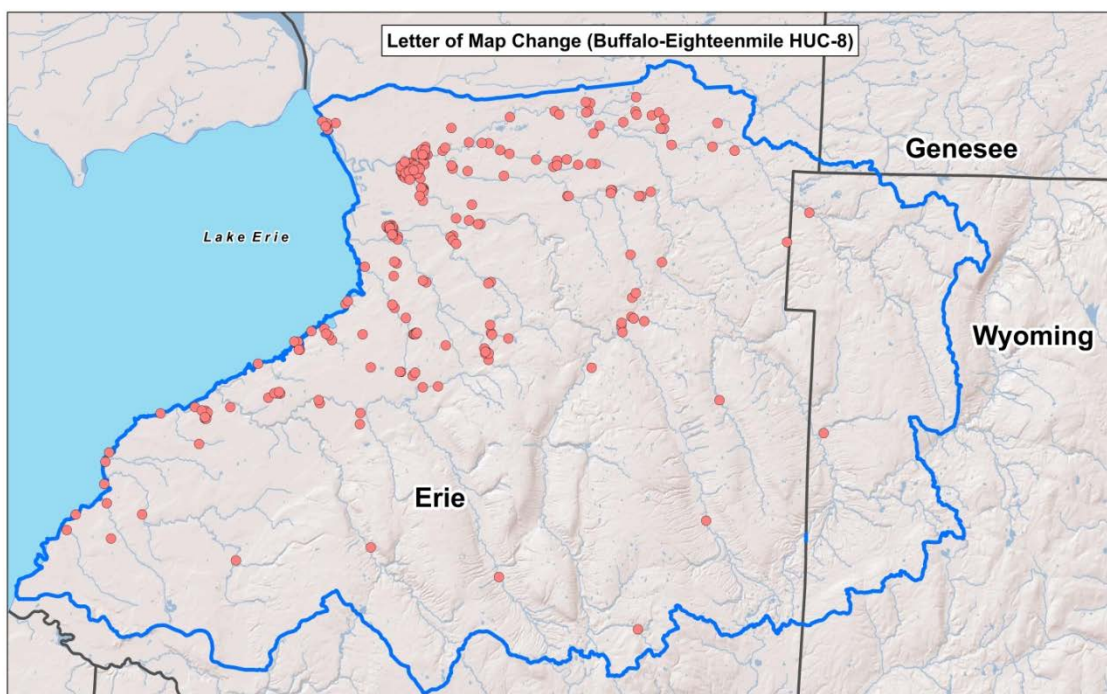 Letter of Map Change (Buffalo-Eighteenmile HUC-8)
Genesee
Lake Erie
Wyoming
Erie